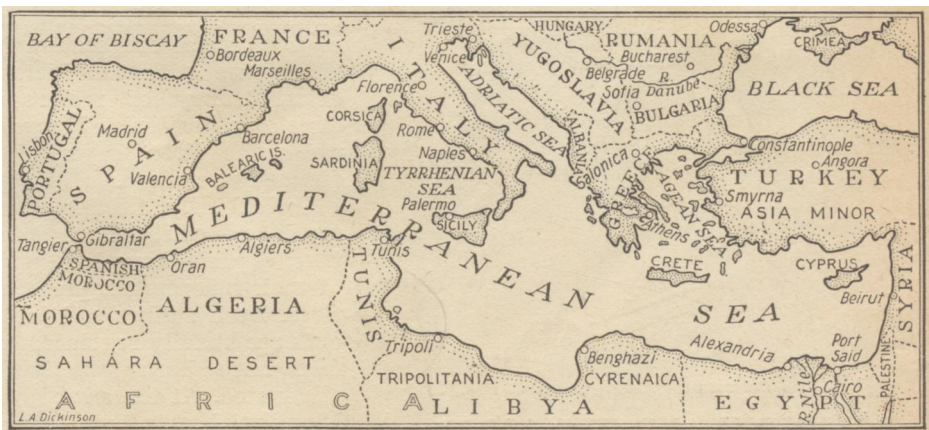 BAY OF BISCAY
FRANCE
Bordeaux
Marseilles
ITALY
Trieste
Venice
Florence
HUNGARY
RUMANIA
Bucharest
YUGOSLAVIA
Belgrade
R. Danube
Sofia
BULGARIA
Odessa
CRIMEA
BLACK SEA
ADRIATIC SEA
ALBANIA
CORSICA
Rome
Naples
SARDINIA
TYRRHENIAN
SEA
Palermo
SICILY
Lisbon
PORTUGAL
SPAIN
Madrid
Barcelona
Valencia
BALEARIC IS.
Salonica
GREECE
AEGEAN SEA
Athens
Constantinople
Angora
TURKEY
Smyrna
ASIA MINOR
MEDITERRANEAN
SEA
CRETE
CYPRUS
Beirut
SYRIA
Tangier
Gibraltar
SPANISH
MOROCCO
Oran
Algiers
Tunis
TUNIS
MOROCCO
ALGERIA
SAHARA DESERT
AFRICA
Tripoli
TRIPOLITANIA
LIBYA
Benghazi
CYRENAICA
Alexandria
Port
Said
R. Nile
Cairo
EGYPT
PALESTINE
L.A Dickinson